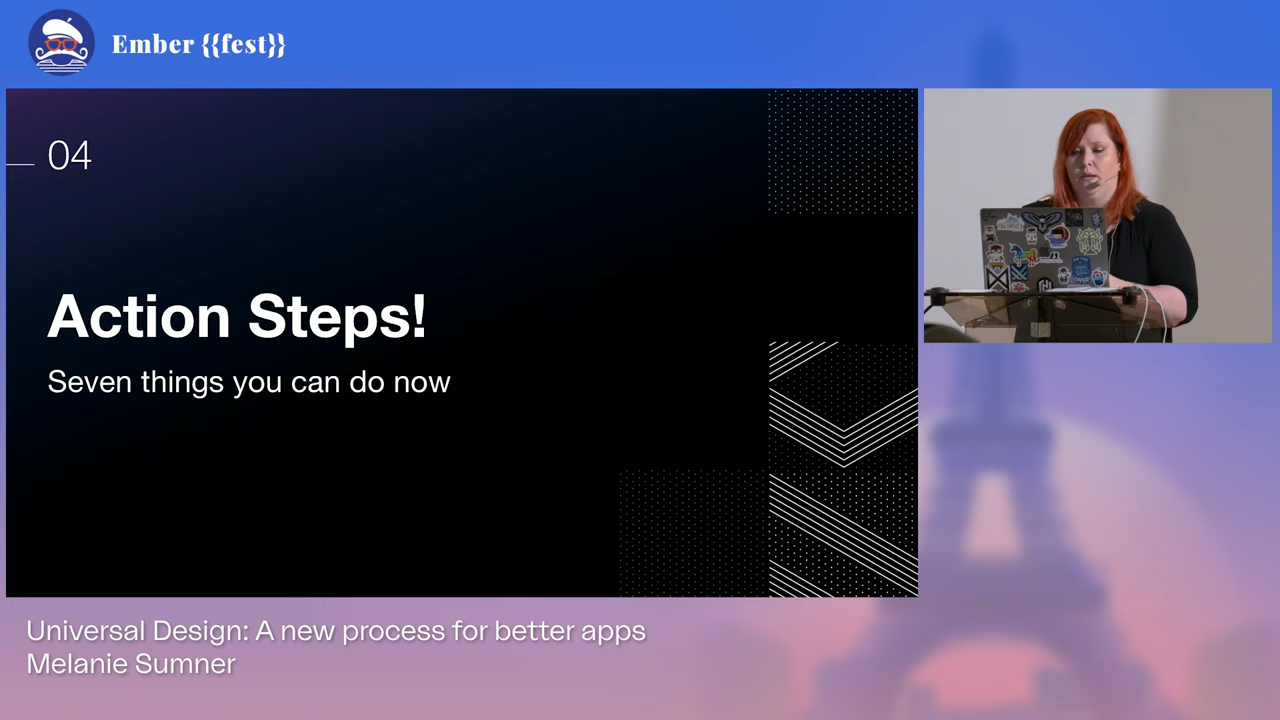 Ember {{fest}}
04
Action Steps!
Seven things you can do now
Universal Design: A new process for better apps
Melanie Sumner